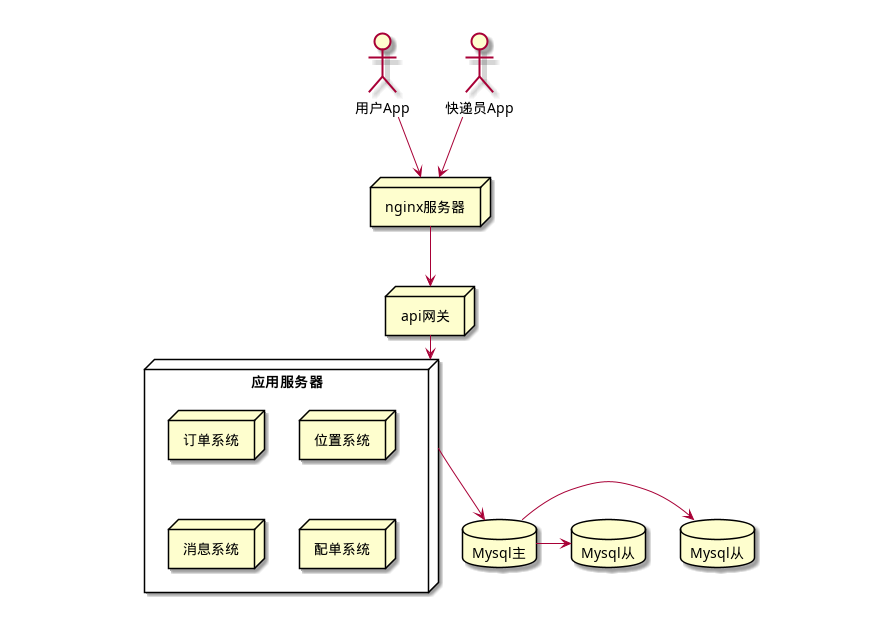 用户App
快递员App
nginx服务器
api网关
应用服务器
订单系统
位置系统
消息系统
配单系统
Mysql主
Mysql从
Mysql从